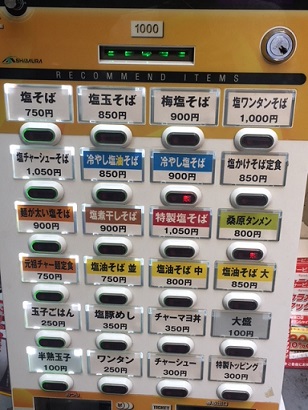 1000
SHIBAURA
RECOMMEND ITEMS
塩そば 塩玉そば 梅塩そば 塩ワンタンそば
750円 850円 900円 1,000円
塩チャーシューそば 冷やし塩油そば 冷やし塩そば 塩かけそば定食
1,050円 850円 900円 850円
麺が太い塩そば 塩煮干しそば 特製塩そば 桑原タンメン
900円 900円 1,050円 800円
元祖チャー麺定食 塩油そば 並 塩油そば 中 塩油そば 大
750円 750円 800円 850円
玉子ごはん 塩豚めし チャーマヨ丼 大盛
250円 350円 350円 100円
半熟玉子 ワンタン チャーシュー 特製トッピング
100円 250円 300円 300円
TICKET